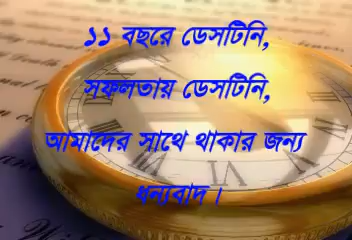 ১১ বছরে ডেসটিনি,
সফলতায় ডেসটিনি,
আমাদের সাথে থাকার জন্য
ধন্যবাদ।